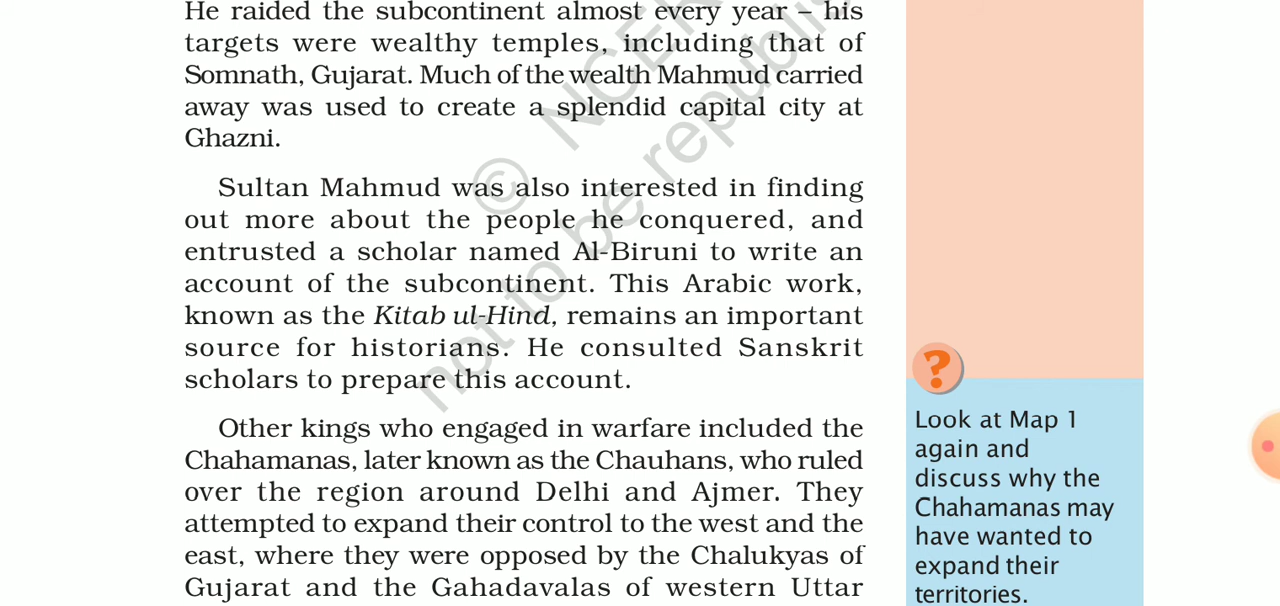 He raided the subcontinent almost every year – his
targets were wealthy temples, including that of
Somnath, Gujarat. Much of the wealth Mahmud carried
away was used to create a splendid capital city at
Ghazni.
Sultan Mahmud was also interested in finding
out more about the people he conquered, and
entrusted a scholar named Al-Biruni to write an
account of the subcontinent. This Arabic work,
known as the Kitab ul-Hind, remains an important
source for historians. He consulted Sanskrit
scholars to prepare this account.
Other kings who engaged in warfare included the
Chahamanas, later known as the Chauhans, who ruled
over the region around Delhi and Ajmer. They
attempted to expand their control to the west and the
east, where they were opposed by the Chalukyas of
Gujarat and the Gahadavalas of western Uttar
?
Look at Map 1
again and
discuss why the
Chahamanas may
have wanted to
expand their
territories.
© NCER
not to be republi